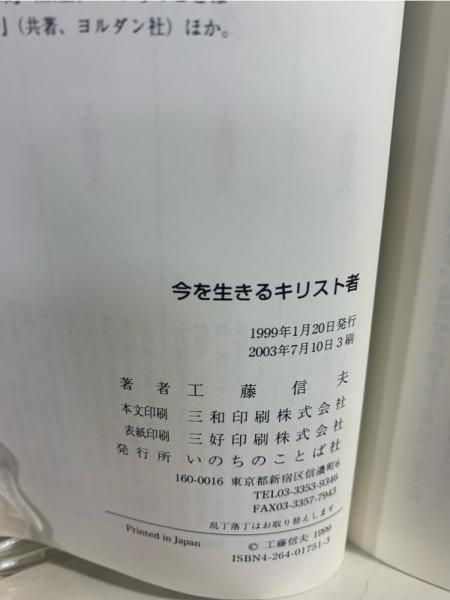 』(共著、ヨルダン社) ほか。
今を生きるキリスト者
1999年1月20日発行
2003年7月10日3刷
著者 工藤信夫
本文印刷 三和印刷株式会社
表紙印刷 三好印刷株式会社
発行所 いのちのことば社
160-0016 東京都新宿区信濃町6
TEL03-3353-9346
FAX03-3357-7943
乱丁落丁はお取り替えします
Printed in Japan
© 工藤信夫 1999
ISBN4-264-01751-3